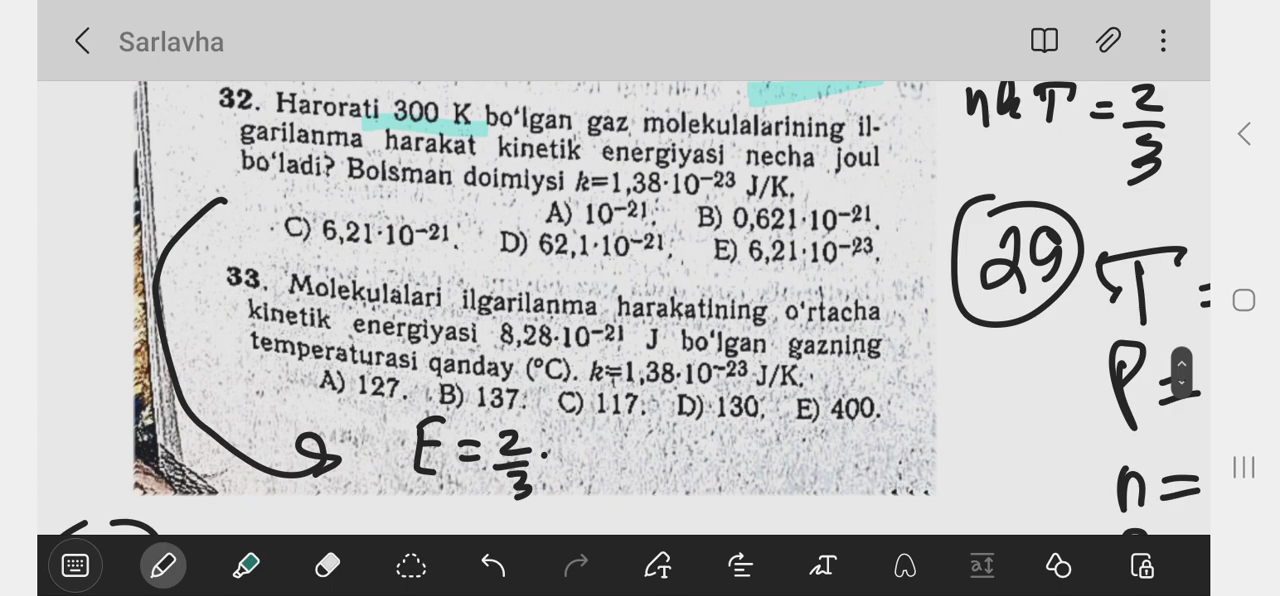 Sarlavha
32. Harorati 300 K bo‘lgan gaz molekulalarining il-
garilanma harakat kinetik energiyasi necha joul
bo‘ladi? Bolsman doimiysi k=1,38·10⁻²³ J/K.
A) 10⁻²¹. B) 0,621·10⁻²¹.
C) 6,21·10⁻²¹. D) 62,1·10⁻²¹. E) 6,21·10⁻²³.
33. Molekulalari ilgarilanma harakatining o‘rtacha
kinetik energiyasi 8,28·10⁻²¹ J bo‘lgan gazning
temperaturasi qanday (°C). k=1,38·10⁻²³ J/K.
A) 127. B) 137. C) 117. D) 130. E) 400.
E = 2/3 ·
nkT = 2/3
29
T =
P =
n =